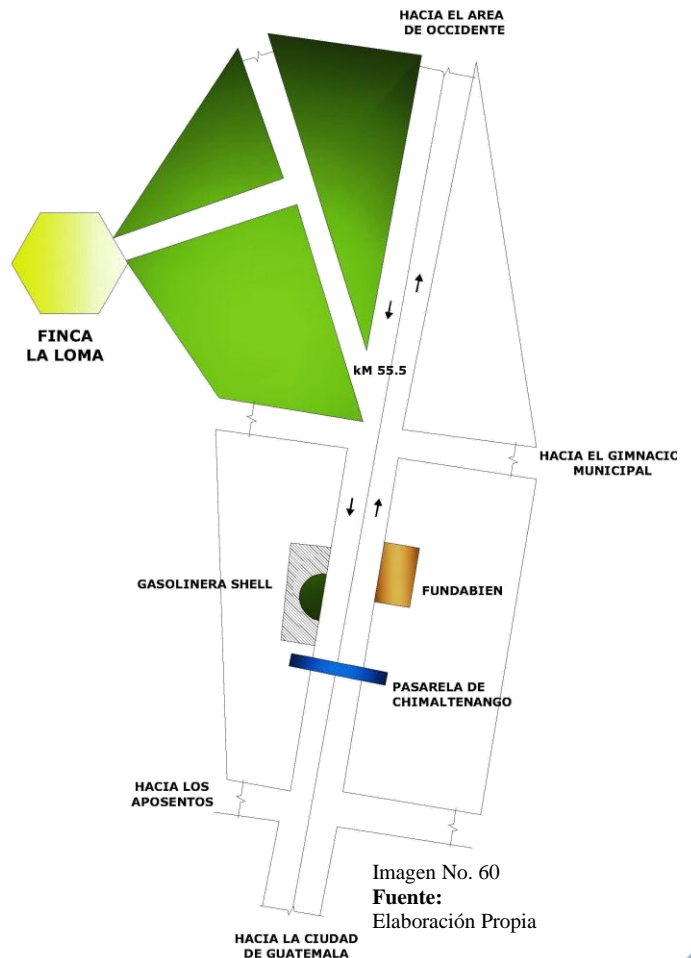 HACIA EL AREA
DE OCCIDENTE
FINCA
LA LOMA
kM 55.5
HACIA EL GIMNACIO
MUNICIPAL
GASOLINERA SHELL
FUNDABIEN
PASARELA DE
CHIMALTENANGO
HACIA LOS
APOSENTOS
Imagen No. 60
Fuente:
Elaboración Propia
HACIA LA CIUDAD
DE GUATEMALA